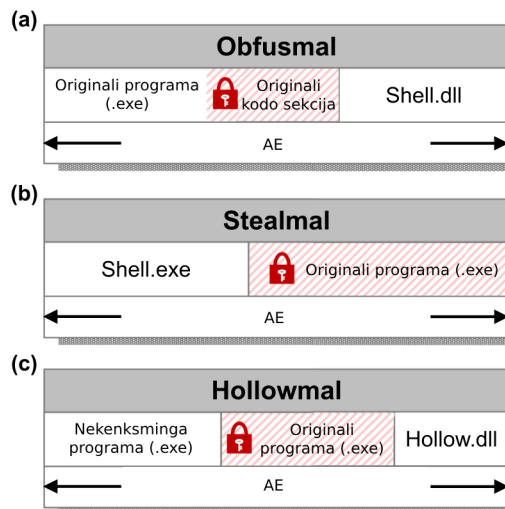 (a)
Obfusmal
Originali programa
(.exe)
Originali
kodo sekcija
Shell.dll
AE
(b)
Stealmal
Shell.exe
Originali programa (.exe)
AE
(c)
Hollowmal
Nekenksminga
programa (.exe)
Originali
programa (.exe)
Hollow.dll
AE